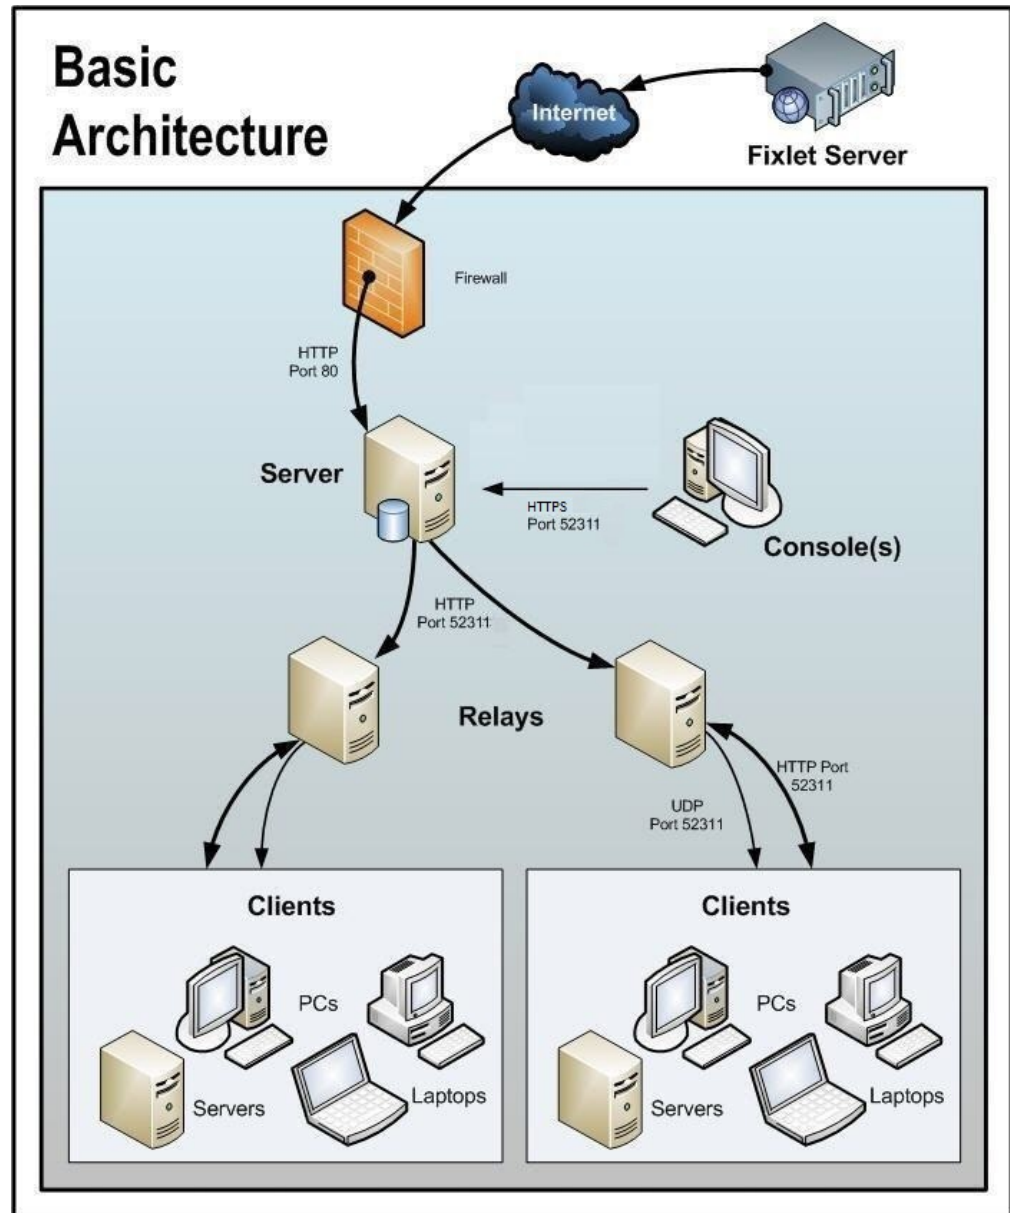 Basic
Architecture
Internet
Fixlet Server
Firewall
HTTP
Port 80
Server
HTTPS
Port 52311
Console(s)
HTTP
Port 52311
Relays
HTTP Port
52311
UDP
Port 52311
Clients
PCs
Servers
Laptops
Clients
PCs
Servers
Laptops